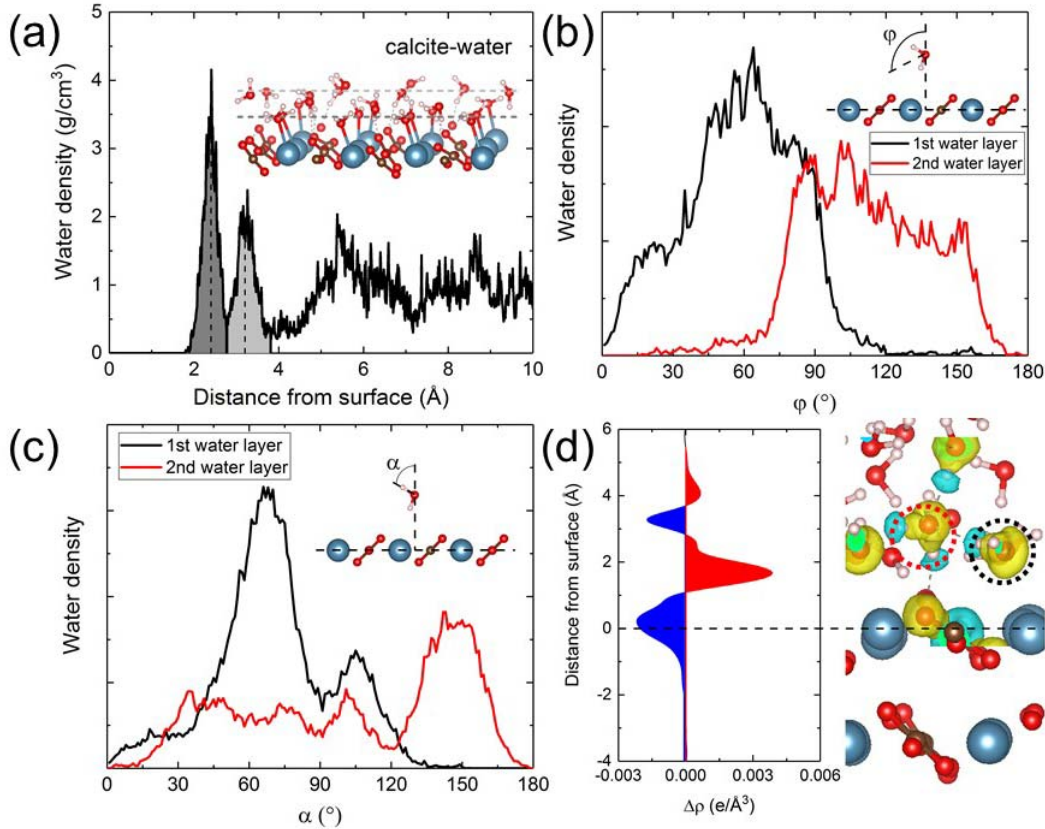 (a)
calcite-water
Water density (g/cm3)
5
4
3
2
1
0
0 2 4 6 8 10
Distance from surface (Å)
(b)
φ
1st water layer
2nd water layer
Water density
0 30 60 90 120 150 180
φ (°)
(c)
1st water layer
2nd water layer
α
Water density
0 30 60 90 120 150 180
α (°)
(d)
6
4
2
0
-2
-4
Distance from surface (Å)
-0.003 0.000 0.003 0.006
Δρ (e/Å³)